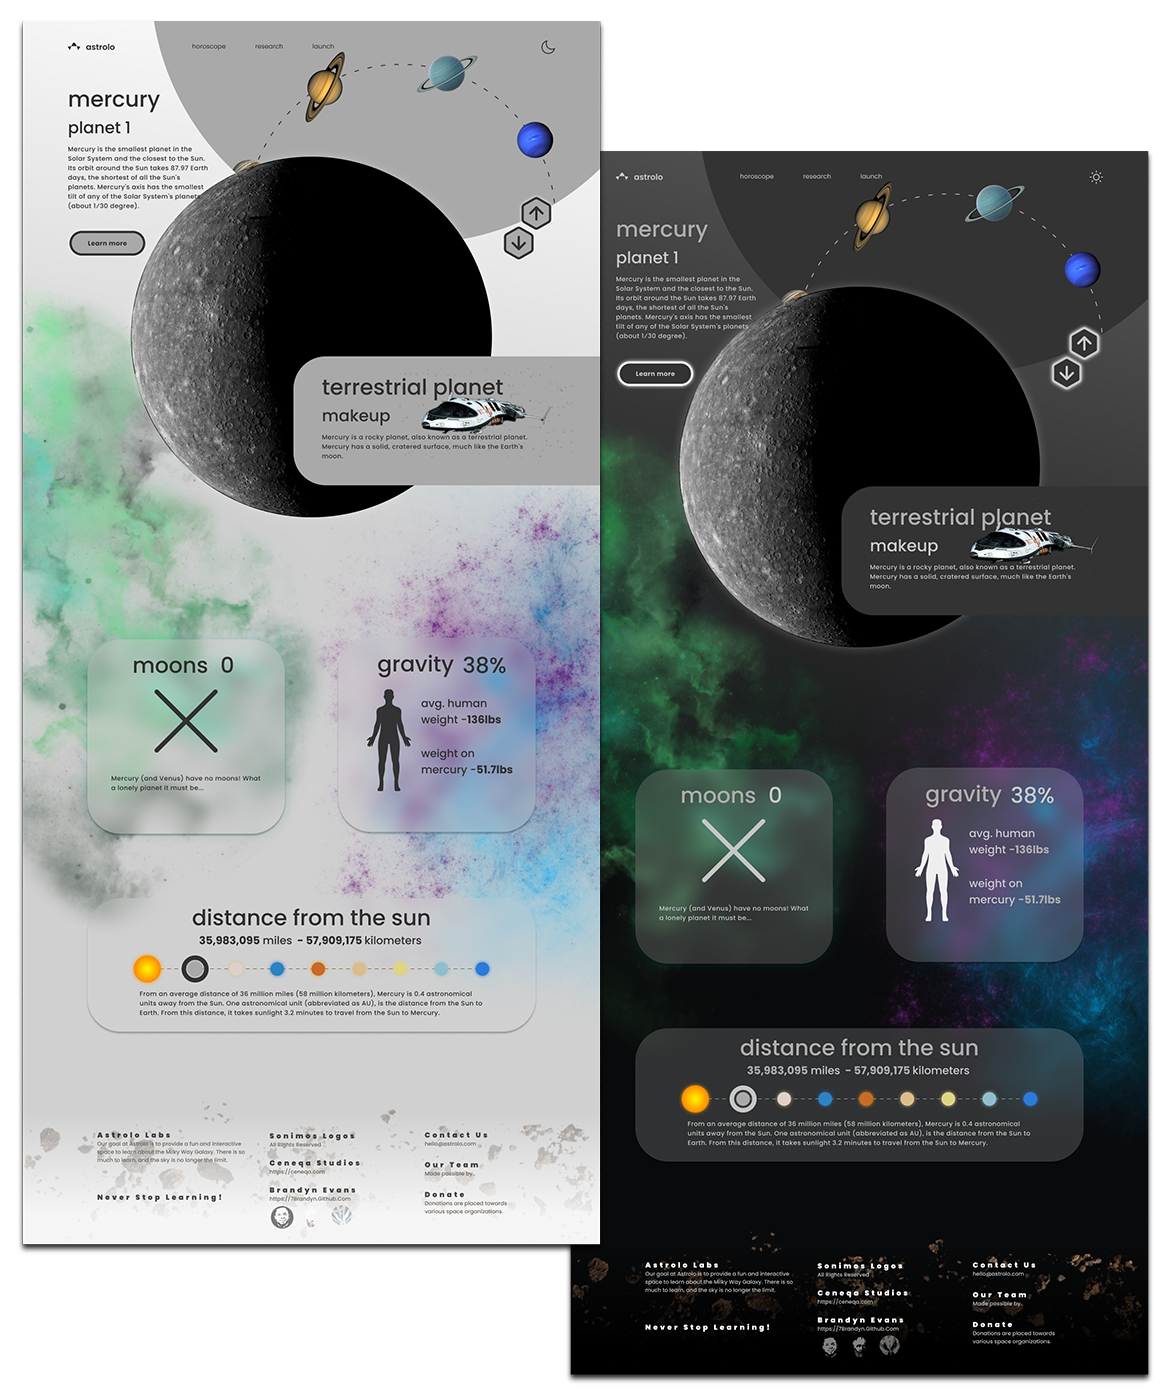 astrolo
horoscope research launch
mercury
planet 1
Mercury is the smallest planet in the
Solar System and the closest to the Sun.
Its orbit around the Sun takes 87.97 Earth
days, the shortest of all the Sun's
planets. Mercury's axis has the smallest
tilt of any of the Solar System's planets
(about 1/30 degree).
Learn more
terrestrial planet
makeup
Mercury is a rocky planet, also known as a terrestrial planet.
Mercury has a solid, cratered surface, much like the Earth's
moon.
moons 0
Mercury (and Venus) have no moons! What
a lonely planet it must be...
gravity 38%
avg. human
weight ~136lbs
weight on
mercury ~51.7lbs
distance from the sun
35,983,095 miles ~ 57,909,175 kilometers
From an average distance of 36 million miles (58 million kilometers), Mercury is 0.4 astronomical
units away from the Sun. One astronomical unit (abbreviated as AU), is the distance from the Sun to
Earth. From this distance, it takes sunlight 3.2 minutes to travel from the Sun to Mercury.
Astrolo Labs
Our goal at Astrolo is to provide a fun and interactive
space to learn about the Milky Way Galaxy. There is so
much to learn, and the sky is no longer the limit.
Never Stop Learning!
Sonimos Logos
All Rights Reserved
Ceneqa Studios
https://ceneqa.com
Brandyn Evans
https://7Brandyn.Github.Com
Contact Us
hello@astrolo.com
Our Team
Made possible by..
Donate
Donations are placed towards
various space organizations.
astrolo
horoscope research launch
mercury
planet 1
Mercury is the smallest planet in the
Solar System and the closest to the Sun.
Its orbit around the Sun takes 87.97 Earth
days, the shortest of all the Sun's
planets. Mercury's axis has the smallest
tilt of any of the Solar System's planets
(about 1/30 degree).
Learn more
terrestrial planet
makeup
Mercury is a rocky planet, also known as a terrestrial planet.
Mercury has a solid, cratered surface, much like the Earth's
moon.
moons 0
Mercury (and Venus) have no moons! What
a lonely planet it must be...
gravity 38%
avg. human
weight ~136lbs
weight on
mercury ~51.7lbs
distance from the sun
35,983,095 miles ~ 57,909,175 kilometers
From an average distance of 36 million miles (58 million kilometers), Mercury is 0.4 astronomical
units away from the Sun. One astronomical unit (abbreviated as AU), is the distance from the Sun to
Earth. From this distance, it takes sunlight 3.2 minutes to travel from the Sun to Mercury.
Astrolo Labs
Our goal at Astrolo is to provide a fun and interactive
space to learn about the Milky Way Galaxy. There is so
much to learn, and the sky is no longer the limit.
Never Stop Learning!
Sonimos Logos
All Rights Reserved
Ceneqa Studios
https://ceneqa.com
Brandyn Evans
https://7Brandyn.Github.Com
Contact Us
hello@astrolo.com
Our Team
Made possible by..
Donate
Donations are placed towards
various space organizations.